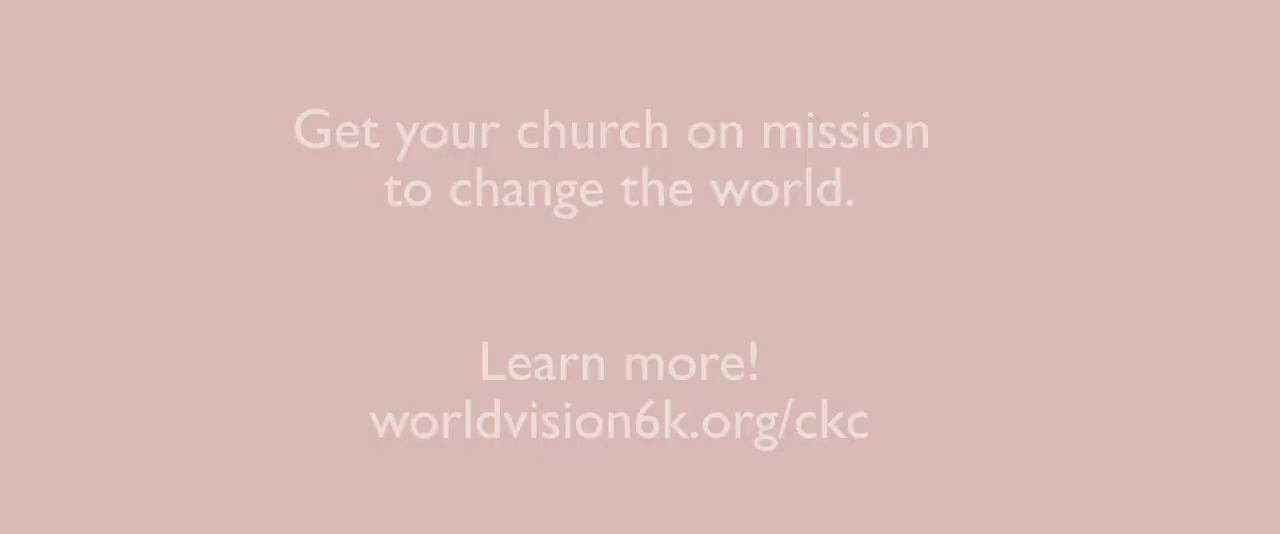 Get your church on mission
to change the world.
Learn more!
worldvision6k.org/ckc